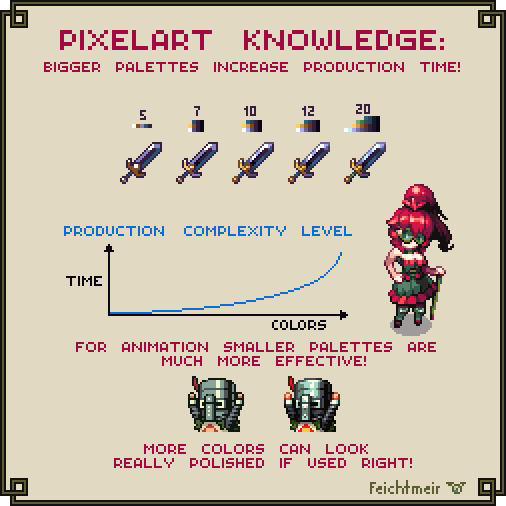 PIXELART KNOWLEDGE:
BIGGER PALETTES INCREASE PRODUCTION TIME!
5 7 10 12 20
PRODUCTION COMPLEXITY LEVEL
TIME
COLORS
FOR ANIMATION SMALLER PALETTES ARE
MUCH MORE EFFECTIVE!
MORE COLORS CAN LOOK
REALLY POLISHED IF USED RIGHT!
Feichtmeir